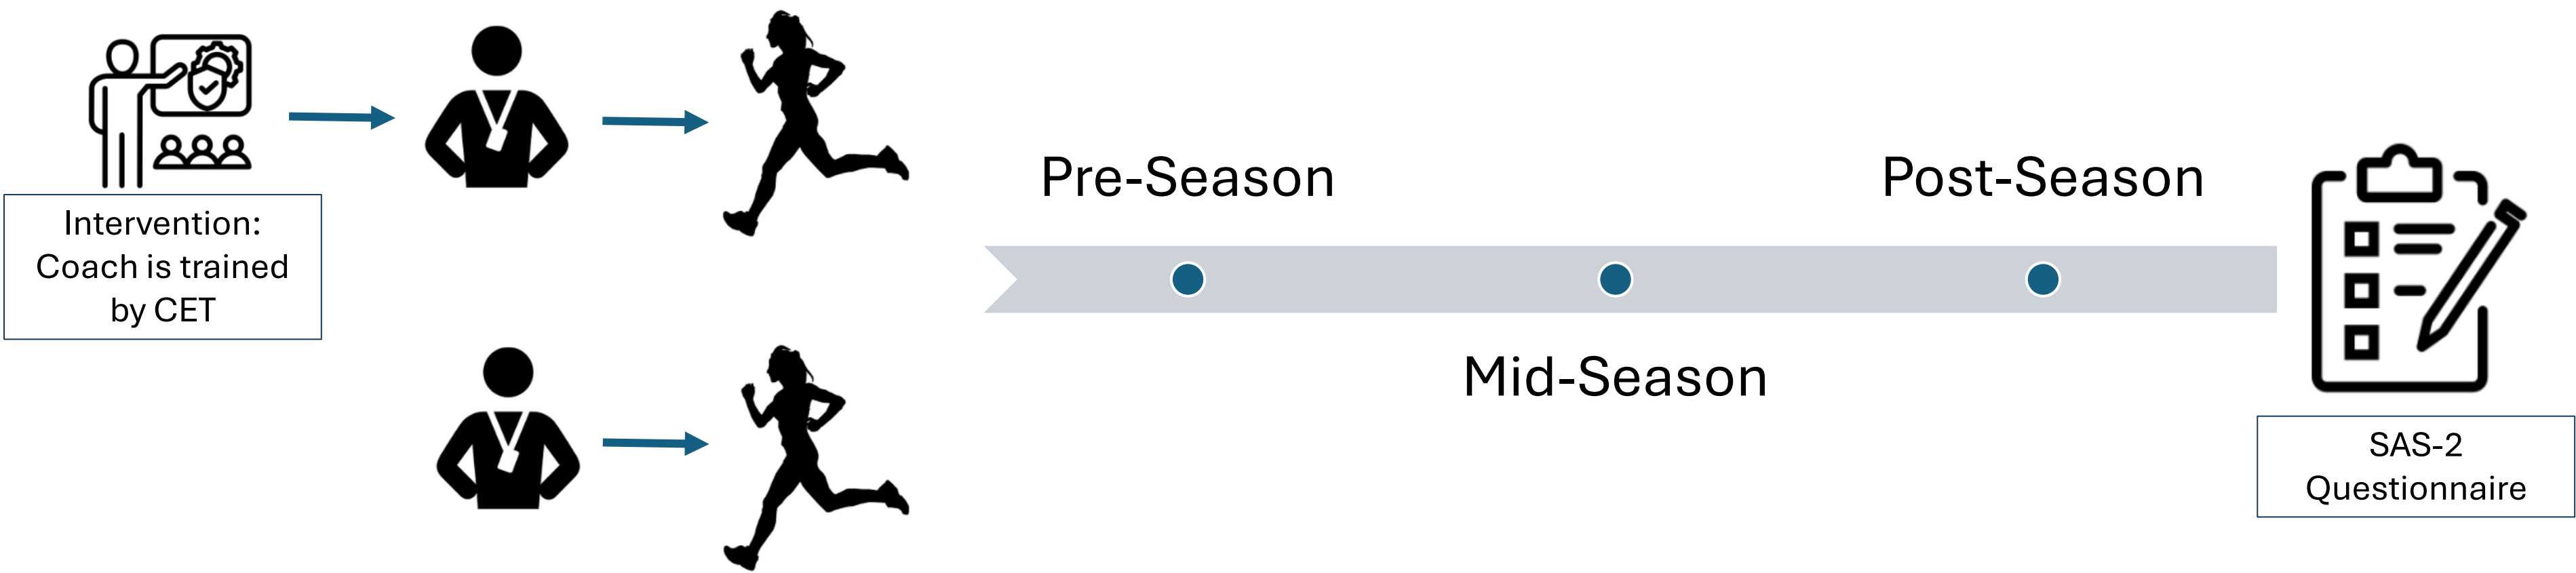 Intervention:
Coach is trained
by CET
Pre-Season
Mid-Season
Post-Season
SAS-2
Questionnaire